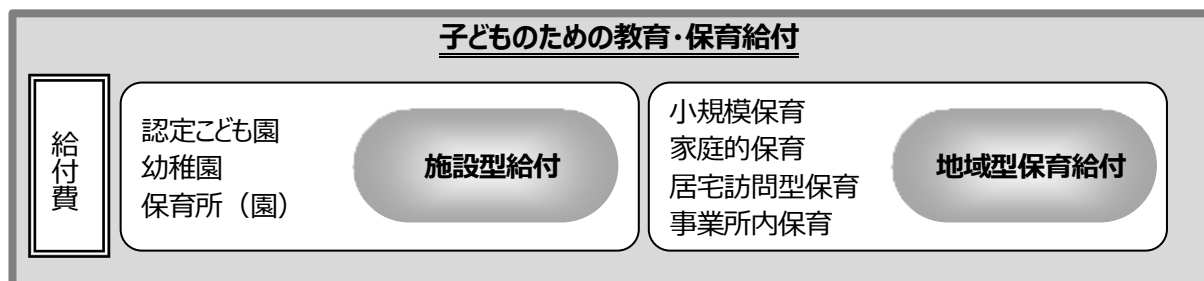 子どものための教育・保育給付
給付費
認定こども園
幼稚園
保育所（園）
施設型給付
小規模保育
家庭的保育
居宅訪問型保育
事業所内保育
地域型保育給付